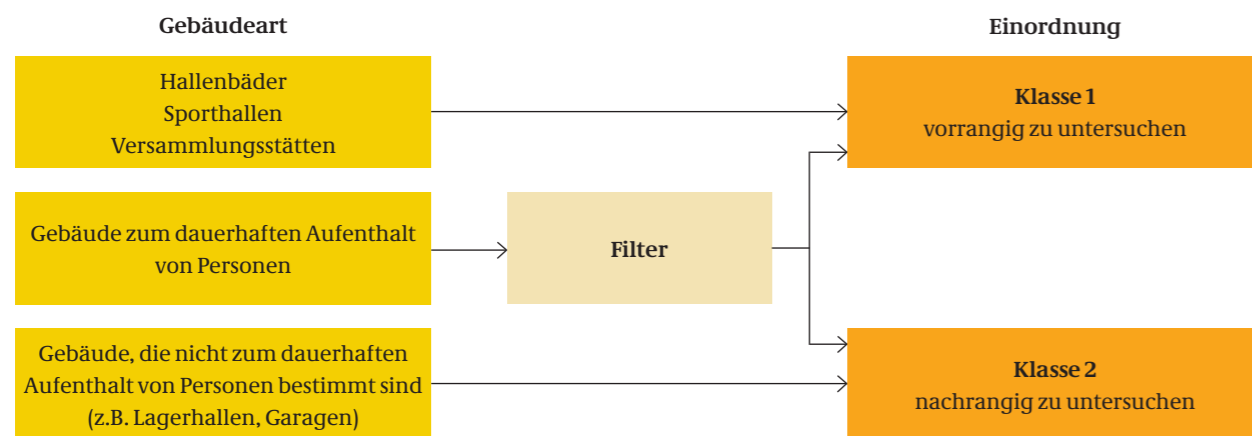 Gebäudeart
Einordnung
Hallenbäder
Sporthallen
Versammlungsstätten
Klasse 1
vorrangig zu untersuchen
Gebäude zum dauerhaften Aufenthalt
von Personen
Filter
Gebäude, die nicht zum dauerhaften
Aufenthalt von Personen bestimmt sind
(z.B. Lagerhallen, Garagen)
Klasse 2
nachrangig zu untersuchen